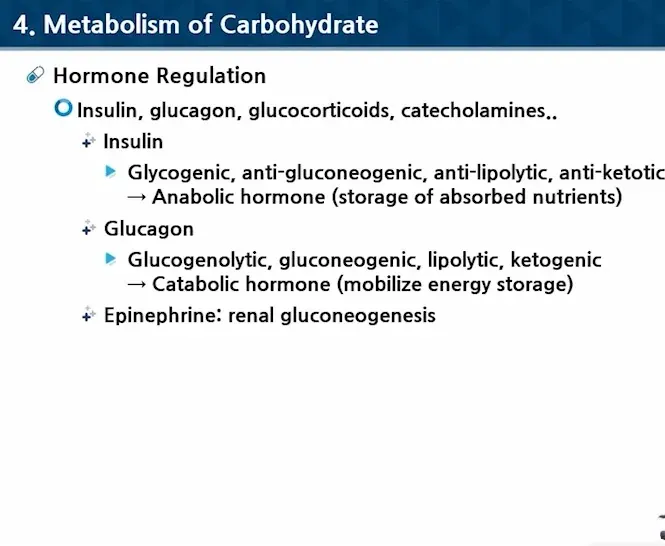 4. Metabolism of Carbohydrate
Hormone Regulation
Insulin, glucagon, glucocorticoids, catecholamines..
Insulin
Glycogenic, anti-gluconeogenic, anti-lipolytic, anti-ketotic
→ Anabolic hormone (storage of absorbed nutrients)
Glucagon
Glucogenolytic, gluconeogenic, lipolytic, ketogenic
→ Catabolic hormone (mobilize energy storage)
Epinephrine: renal gluconeogenesis